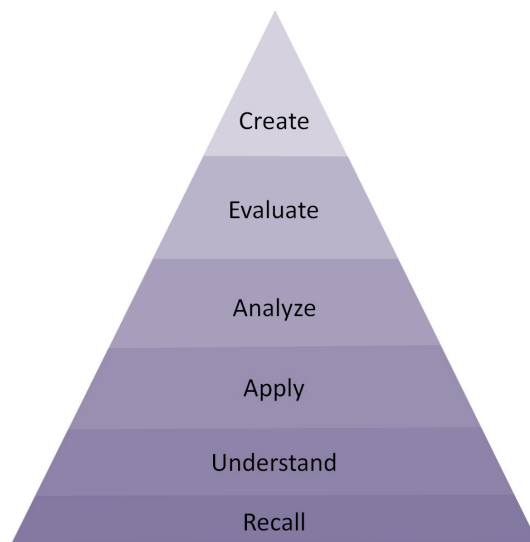 Create
Evaluate
Analyze
Apply
Understand
Recall